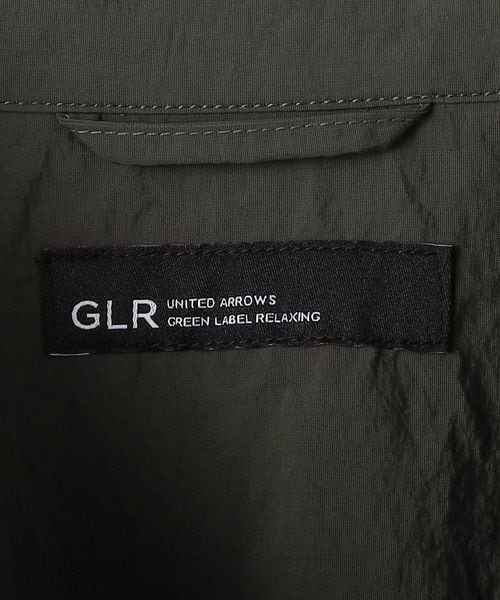 GLR
UNITED ARROWS
GREEN LABEL RELAXING